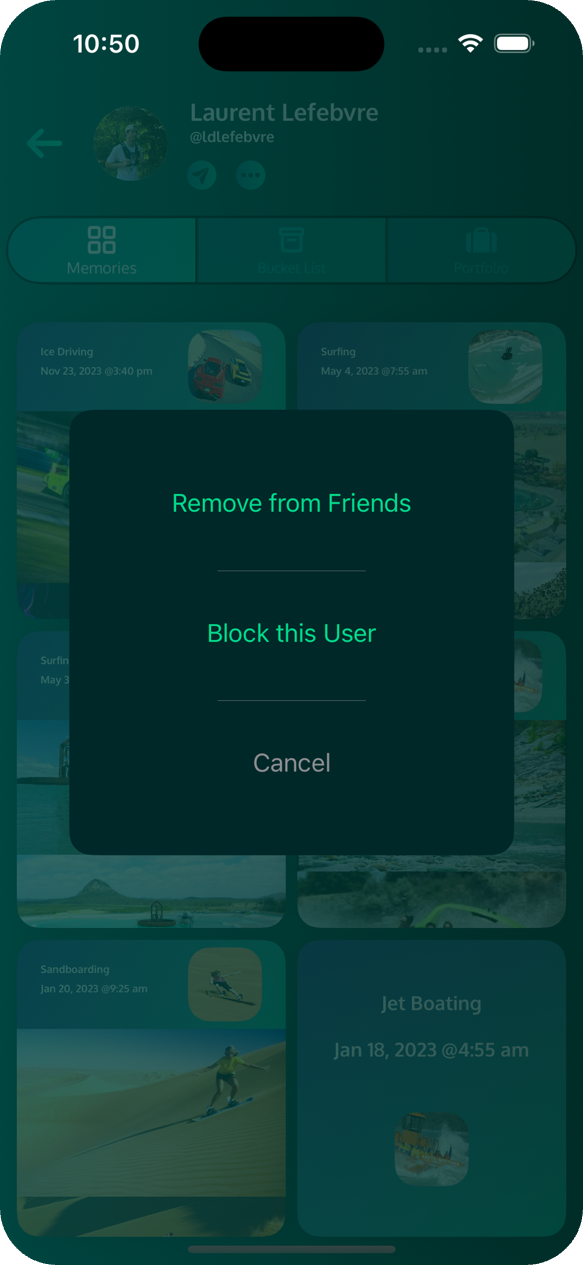 10:50
Laurent Lefebvre
@ldlefebvre
Memories
Bucket List
Portfolio
Ice Driving
Nov 23, 2023 @3:40 pm
Surfing
May 4, 2023 @7:55 am
Remove from Friends
Block this User
Cancel
Surfin
May 3
Sandboarding
Jan 20, 2023 @9:25 am
Jet Boating
Jan 18, 2023 @4:55 am